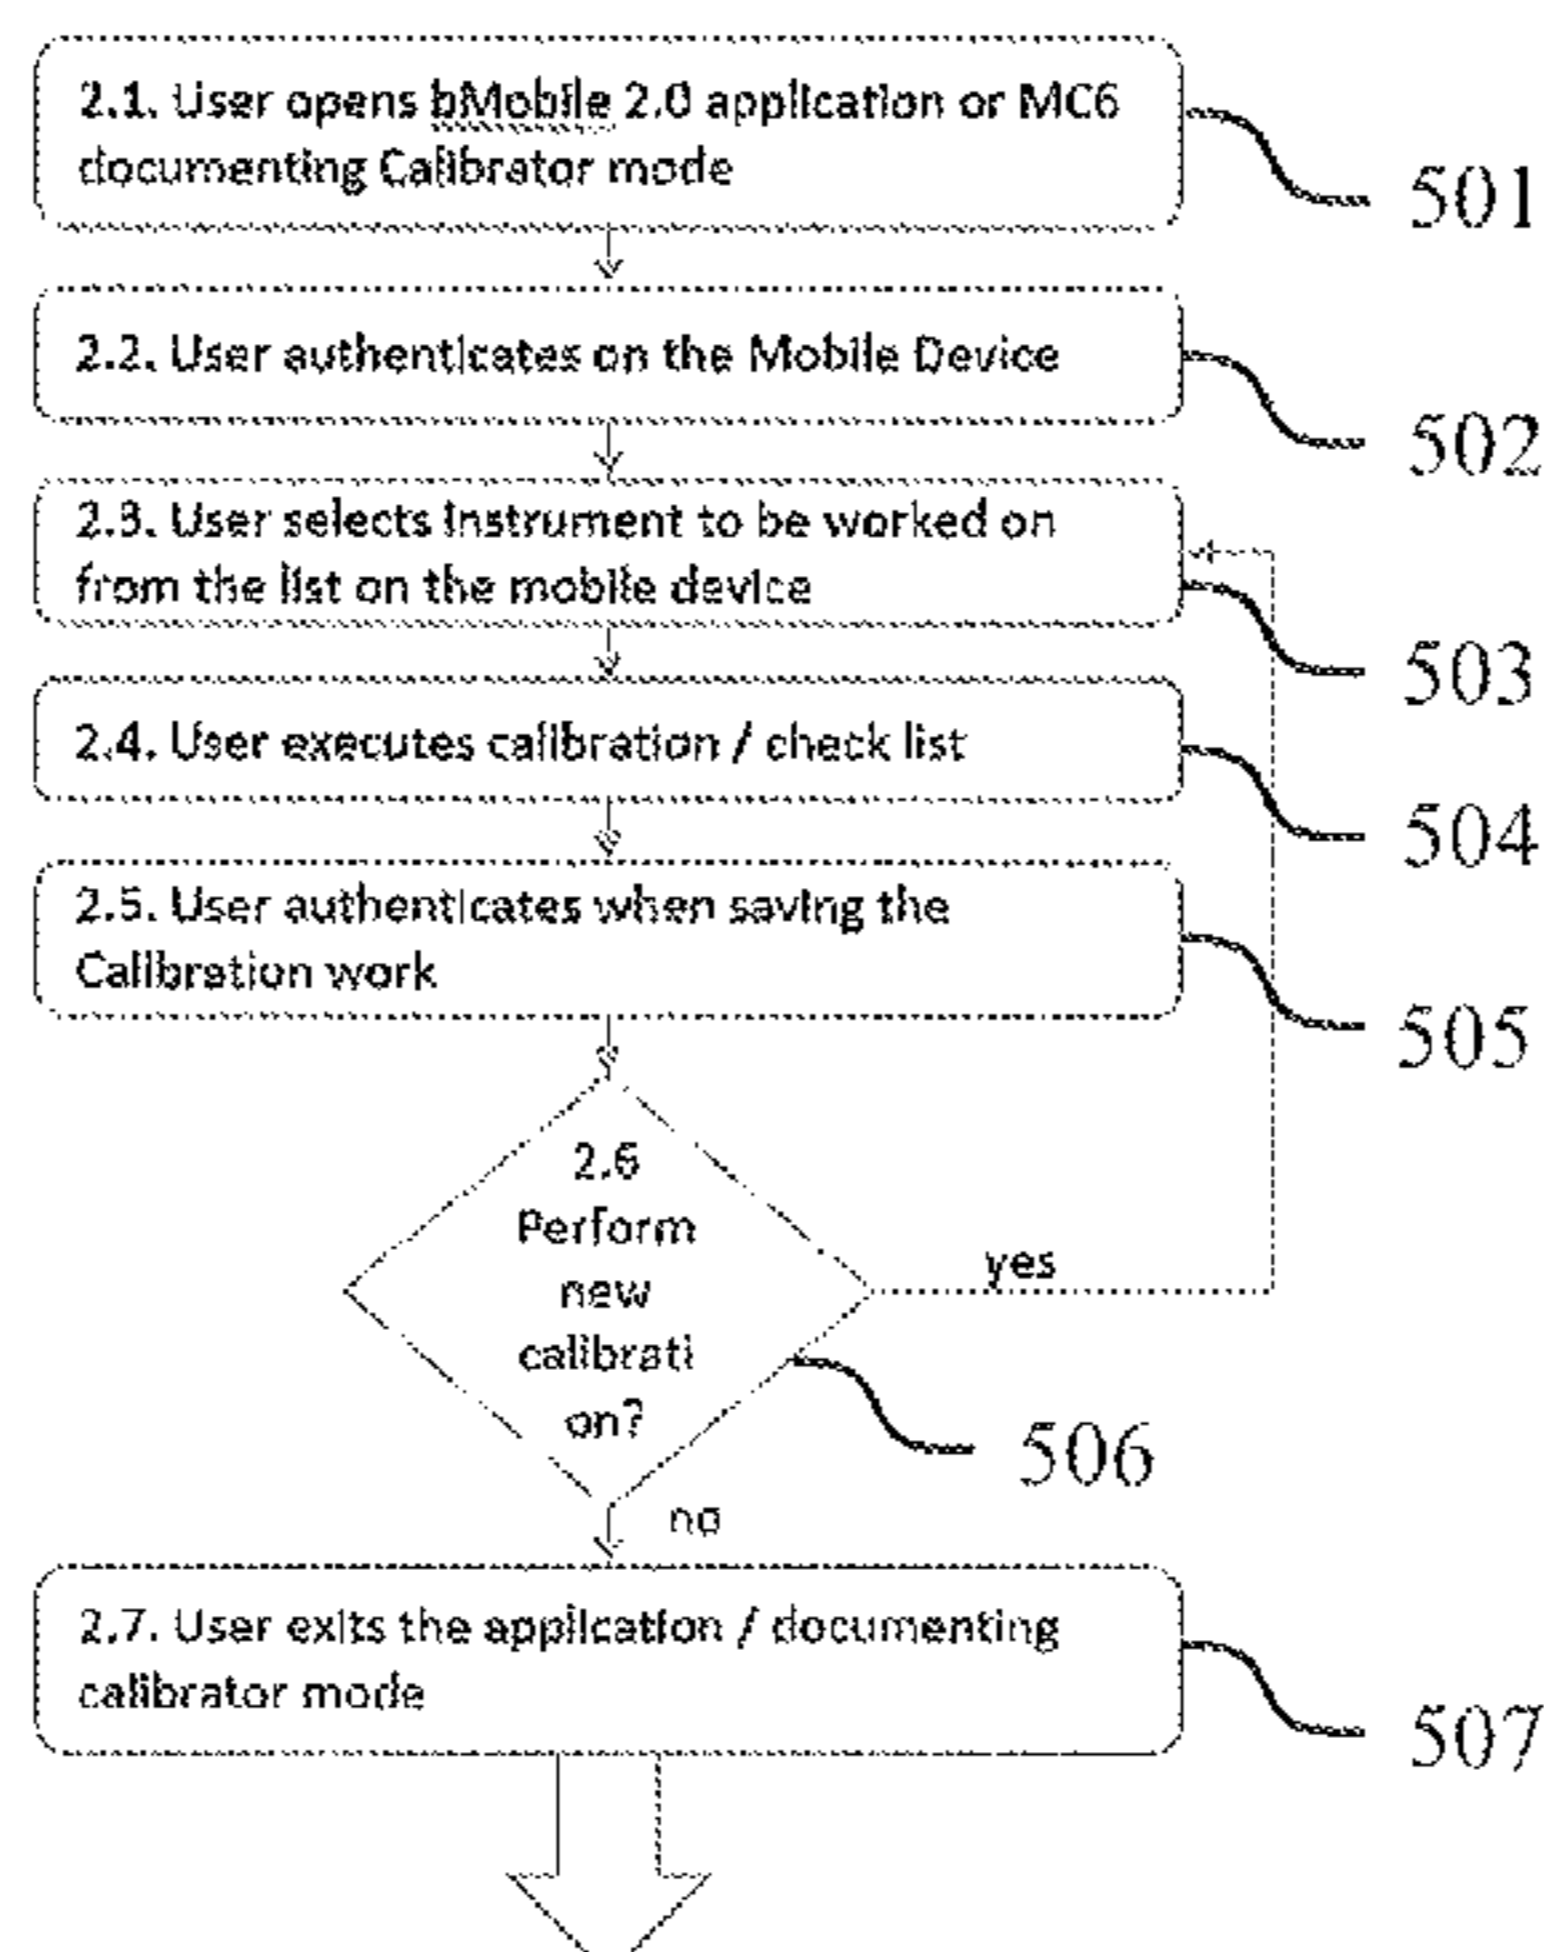 2.1. User opens bMobile 2.0 application or MC6
documenting Calibrator mode
501
2.2. User authenticates on the Mobile Device
502
2.3. User selects Instrument to be worked on
from the list on the mobile device
503
2.4. User executes calibration / check list
504
2.5. User authenticates when saving the
Calibration work
505
2.6
Perform
new
calibrati
on?
yes
506
no
2.7. User exits the application / documenting
calibrator mode
507